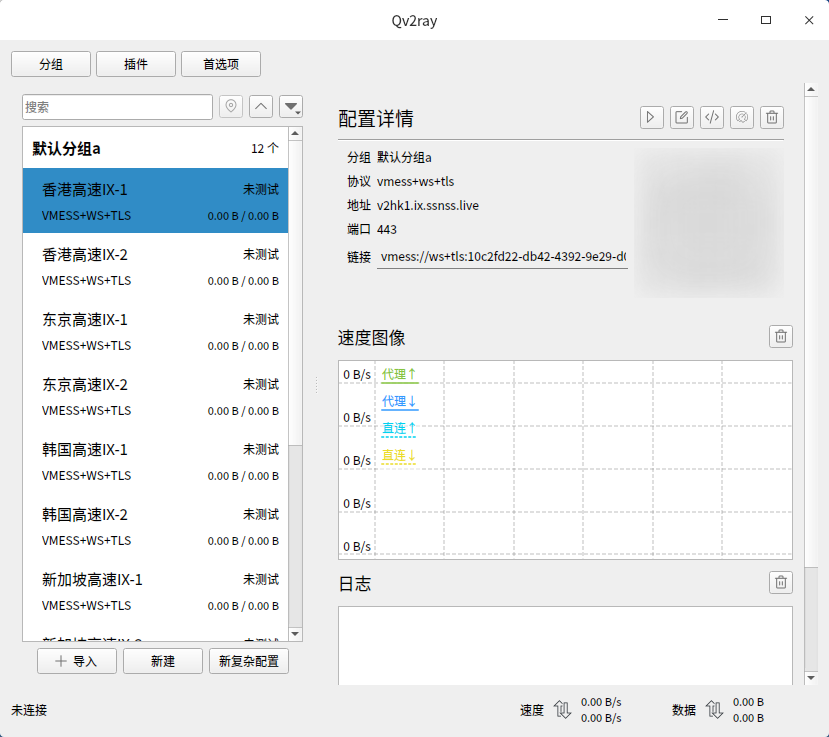 Qv2ray
分组 插件 首选项
搜索
默认分组a 12 个
香港高速IX-1 未测试
VMESS+WS+TLS 0.00 B / 0.00 B
香港高速IX-2 未测试
VMESS+WS+TLS 0.00 B / 0.00 B
东京高速IX-1 未测试
VMESS+WS+TLS 0.00 B / 0.00 B
东京高速IX-2 未测试
VMESS+WS+TLS 0.00 B / 0.00 B
韩国高速IX-1 未测试
VMESS+WS+TLS 0.00 B / 0.00 B
韩国高速IX-2 未测试
VMESS+WS+TLS 0.00 B / 0.00 B
新加坡高速IX-1 未测试
VMESS+WS+TLS 0.00 B / 0.00 B
导入 新建 新复杂配置
配置详情
分组 默认分组a
协议 vmess+ws+tls
地址 v2hk1.ix.ssnss.live
端口 443
链接 vmess://ws+tls:10c2fd22-db42-4392-9e29-d
速度图像
0 B/s 代理↑
代理↓
0 B/s
直连↑
直连↓
0 B/s
0 B/s
0 B/s
日志
未连接
速度 0.00 B/s
0.00 B/s
数据 0.00 B
0.00 B